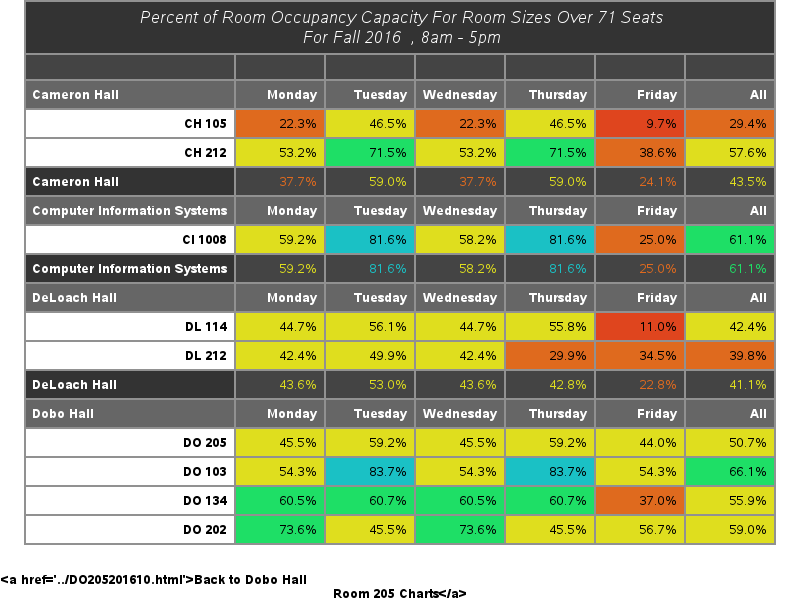 Percent of Room Occupancy Capacity For Room Sizes Over 71 Seats
For Fall 2016 , 8am - 5pm
Cameron Hall Monday Tuesday Wednesday Thursday Friday All
CH 105 22.3% 46.5% 22.3% 46.5% 9.7% 29.4%
CH 212 53.2% 71.5% 53.2% 71.5% 38.6% 57.6%
Cameron Hall 37.7% 59.0% 37.7% 59.0% 24.1% 43.5%
Computer Information Systems Monday Tuesday Wednesday Thursday Friday All
CI 1008 59.2% 81.6% 58.2% 81.6% 25.0% 61.1%
Computer Information Systems 59.2% 81.6% 58.2% 81.6% 25.0% 61.1%
DeLoach Hall Monday Tuesday Wednesday Thursday Friday All
DL 114 44.7% 56.1% 44.7% 55.8% 11.0% 42.4%
DL 212 42.4% 49.9% 42.4% 29.9% 34.5% 39.8%
DeLoach Hall 43.6% 53.0% 43.6% 42.8% 22.8% 41.1%
Dobo Hall Monday Tuesday Wednesday Thursday Friday All
DO 205 45.5% 59.2% 45.5% 59.2% 44.0% 50.7%
DO 103 54.3% 83.7% 54.3% 83.7% 54.3% 66.1%
DO 134 60.5% 60.7% 60.5% 60.7% 37.0% 55.9%
DO 202 73.6% 45.5% 73.6% 45.5% 56.7% 59.0%
<a href='../DO205201610.html'>Back to Dobo Hall
Room 205 Charts</a>